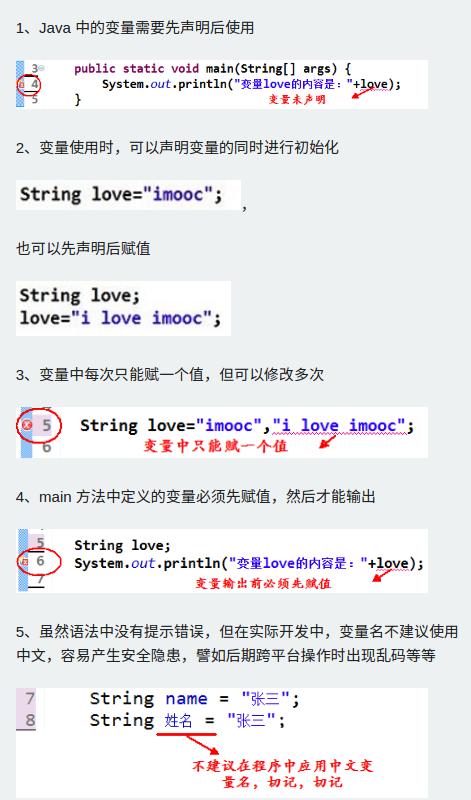 1、Java 中的变量需要先声明后使用
3 public static void main(String[] args) {
4 System.out.println("变量love的内容是："+love);
5 }
变量未声明
2、变量使用时，可以声明变量的同时进行初始化
String love="imooc";，
也可以先声明后赋值
String love;
love="i love imooc";
3、变量中每次只能赋一个值，但可以修改多次
5 String love="imooc","i love imooc";
6 变量中只能赋一个值
4、main 方法中定义的变量必须先赋值，然后才能输出
5 String love;
6 System.out.println("变量love的内容是："+love);
7 变量输出前必须先赋值
5、虽然语法中没有提示错误，但在实际开发中，变量名不建议使用
中文，容易产生安全隐患，譬如后期跨平台操作时出现乱码等等
7 String name = "张三";
8 String 姓名 = "张三";
不建议在程序中应用中文变
量名，切记，切记